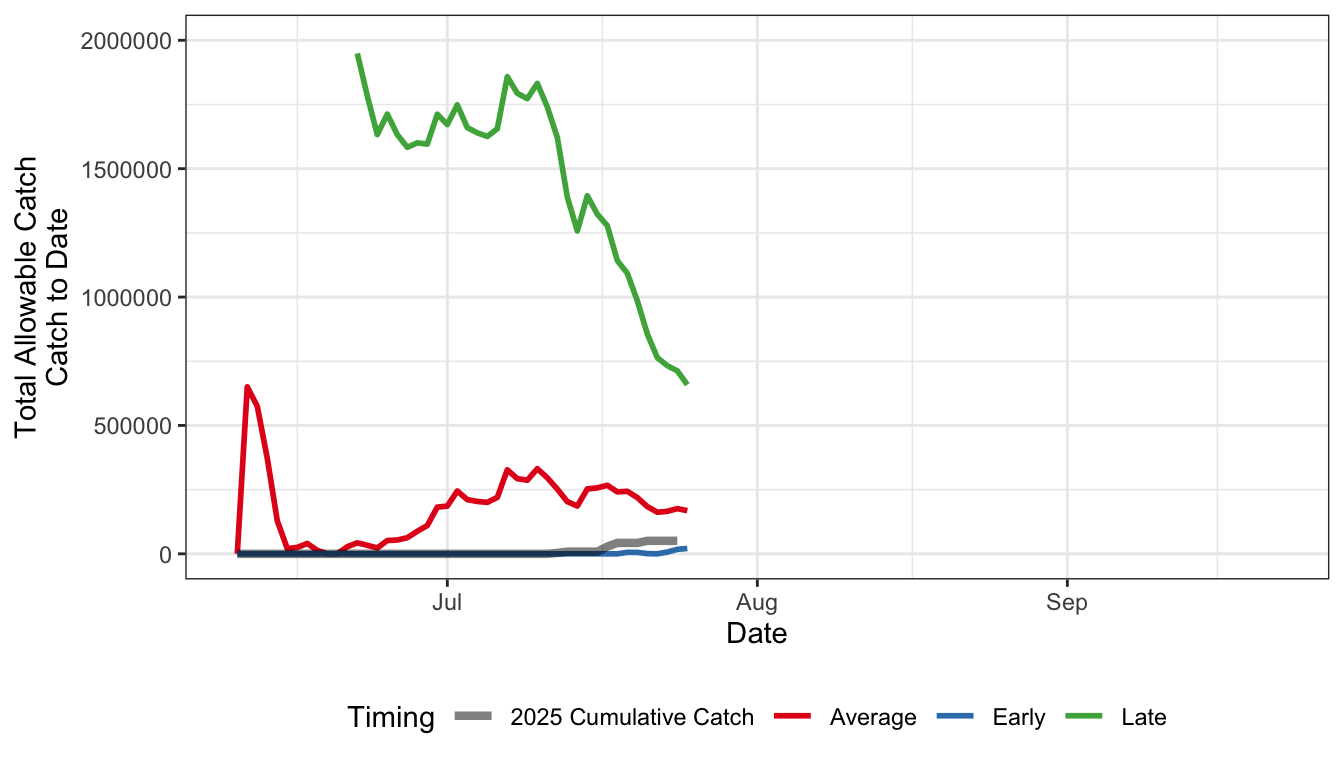 Total Allowable Catch
Catch to Date
2000000
1500000
1000000
500000
0
Jul Aug Sep
Date
Timing 2025 Cumulative Catch Average Early Late